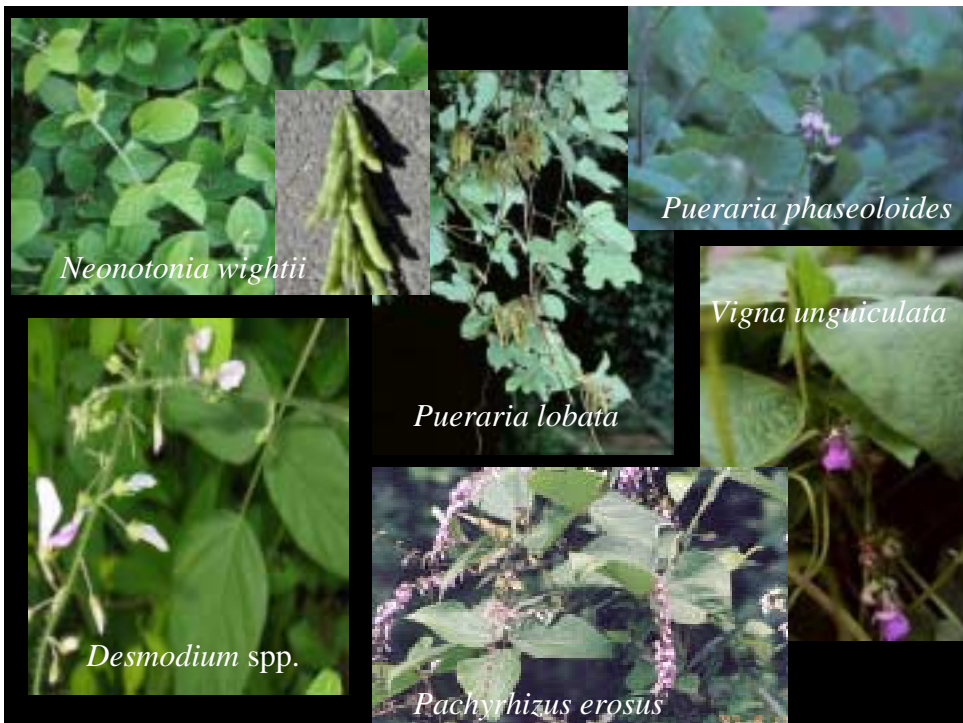 Pueraria phaseoloides
Neonotonia wightii
Vigna unguiculata
Pueraria lobata
Desmodium spp.
Pachyrhizus erosus